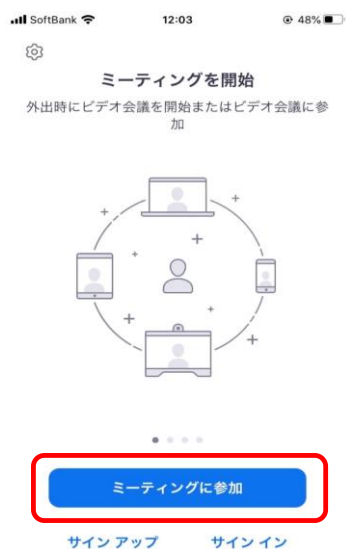 SoftBank 12:03 48%
ミーティングを開始
外出時にビデオ会議を開始またはビデオ会議に参
加
ミーティングに参加
サイン アップ サイン イン